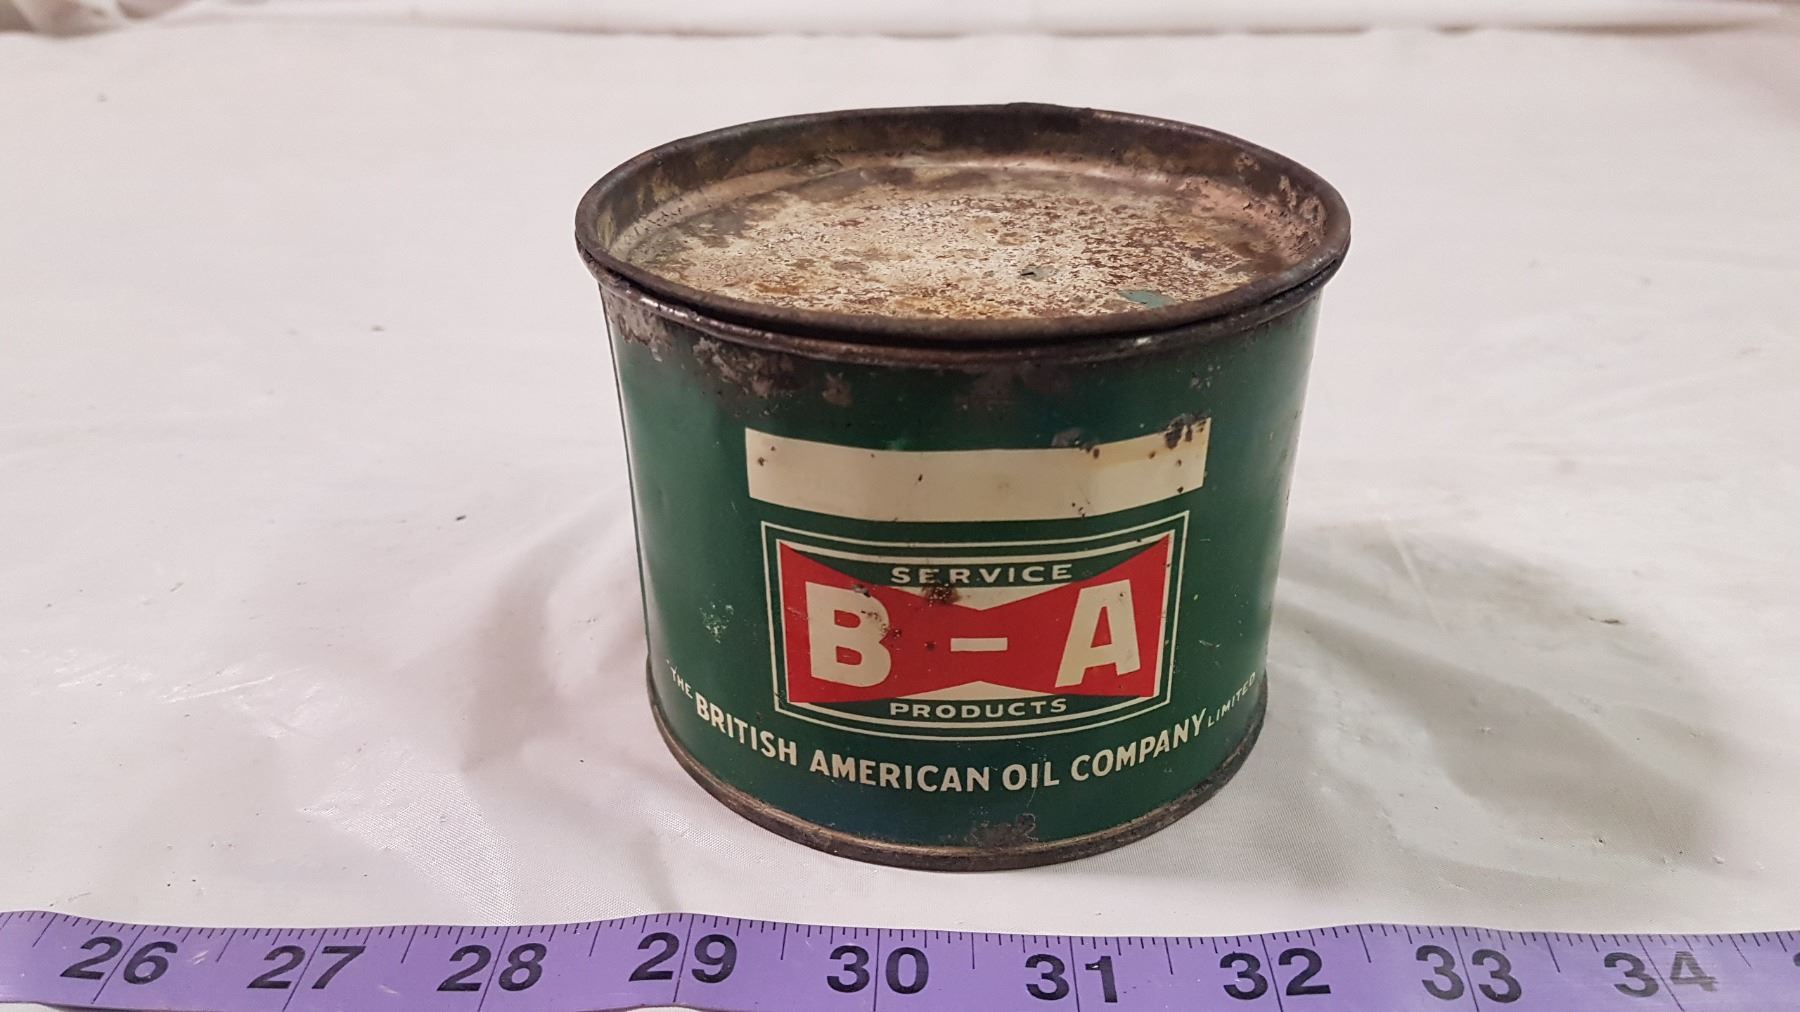 SERVICE
B-A
PRODUCTS
THE BRITISH AMERICAN OIL COMPANY LIMITED
26 27 28 29 30 31 32 33 34